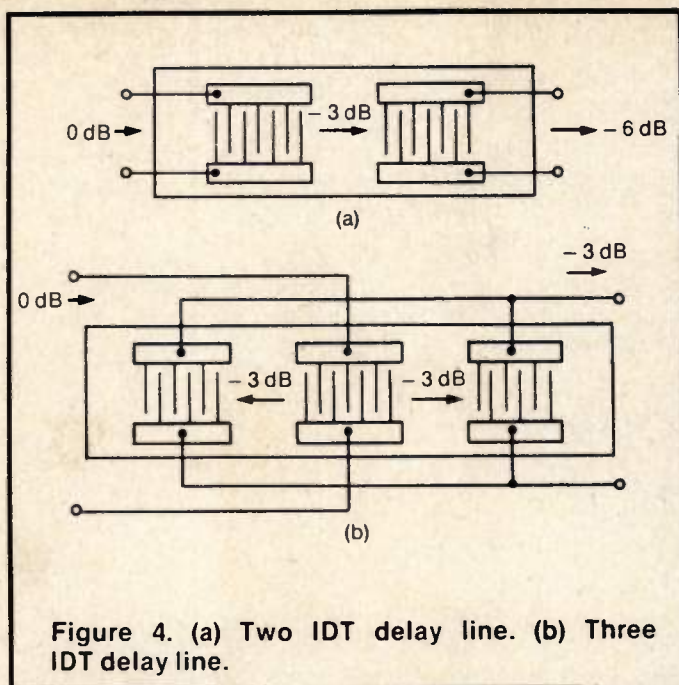 0 dB
– 3 dB
– 6 dB
(a)
– 3 dB
0 dB
– 3 dB
– 3 dB
(b)
Figure 4. (a) Two IDT delay line. (b) Three
IDT delay line.